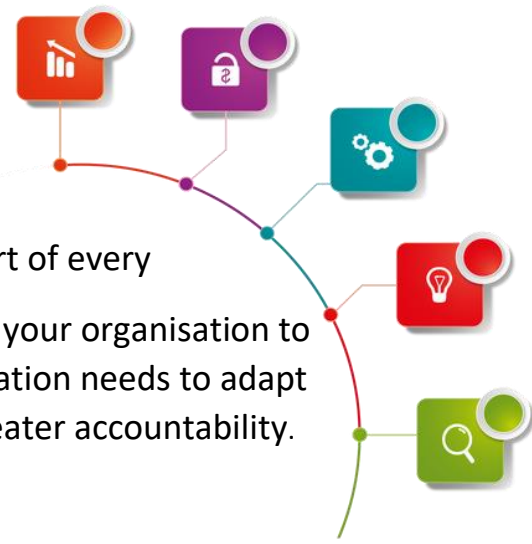 rt of every
your organisation to
ation needs to adapt
eater accountability.